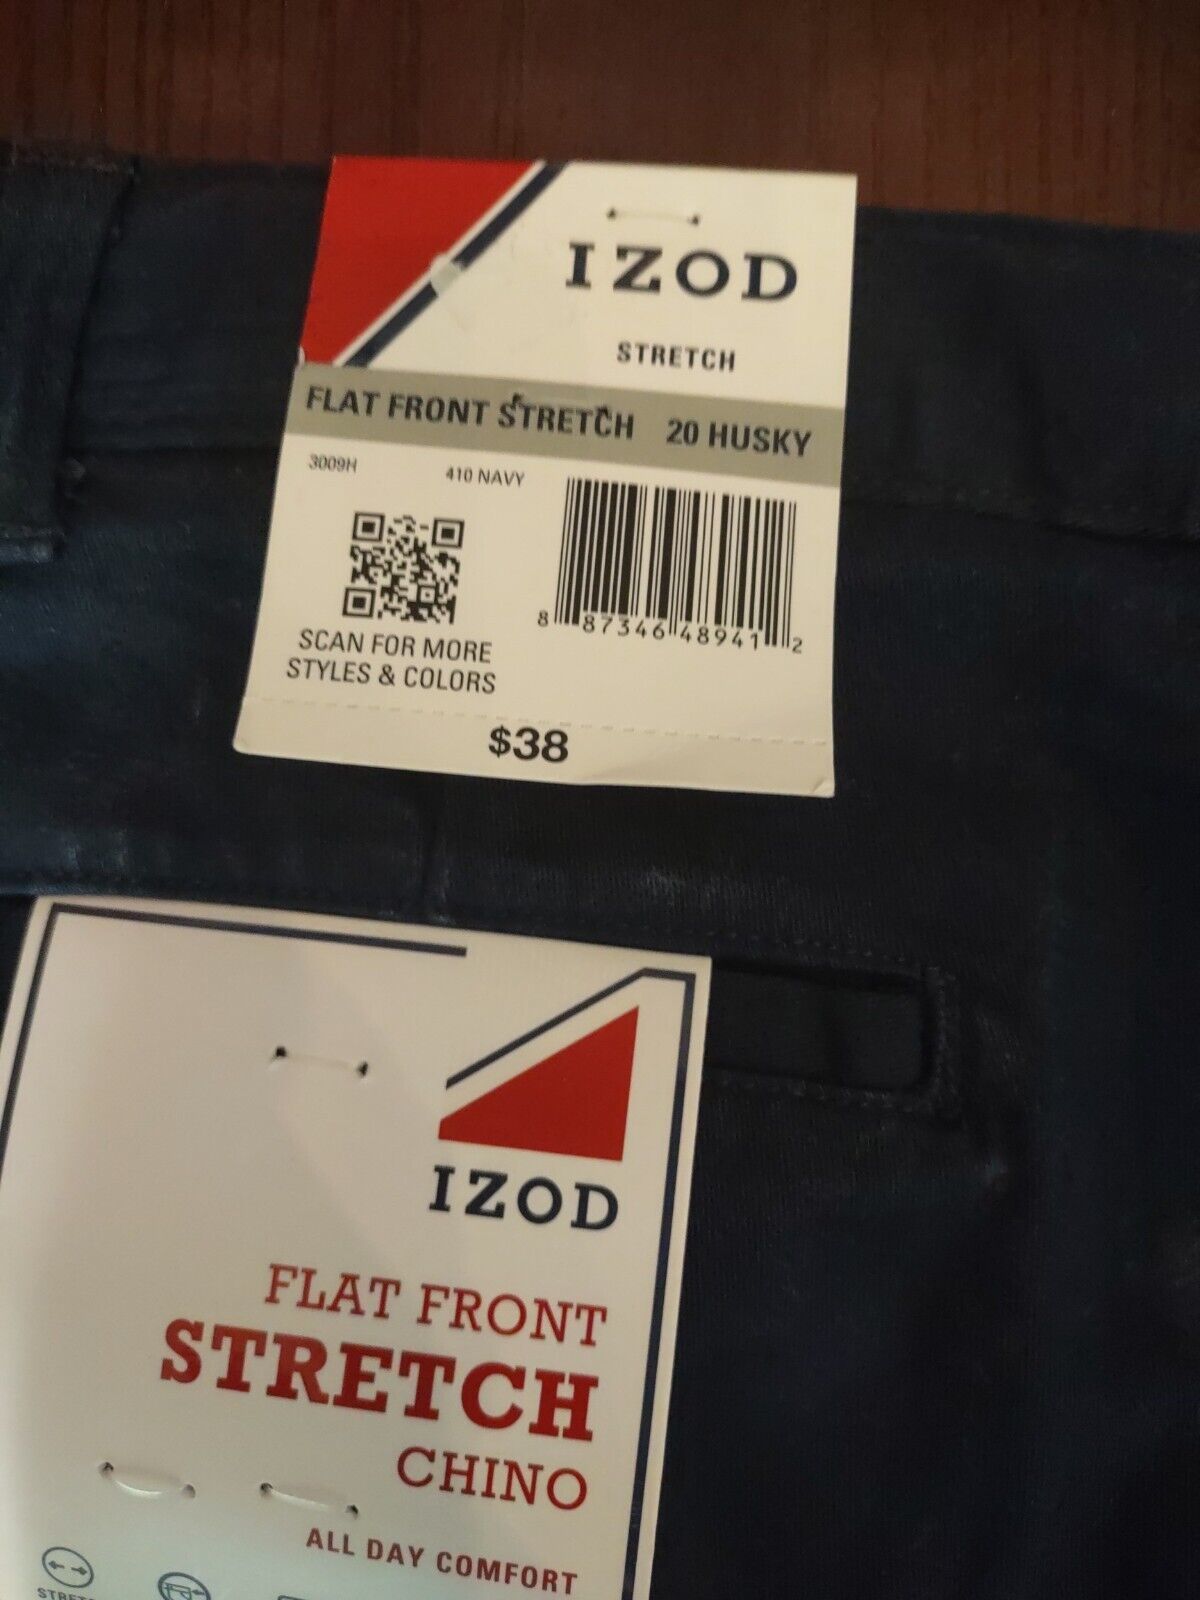 IZOD
STRETCH
FLAT FRONT STRETCH 20 HUSKY
3009H 410 NAVY
8 87346 48941 2
SCAN FOR MORE
STYLES & COLORS
$38
IZOD
FLAT FRONT
STRETCH
CHINO
ALL DAY COMFORT